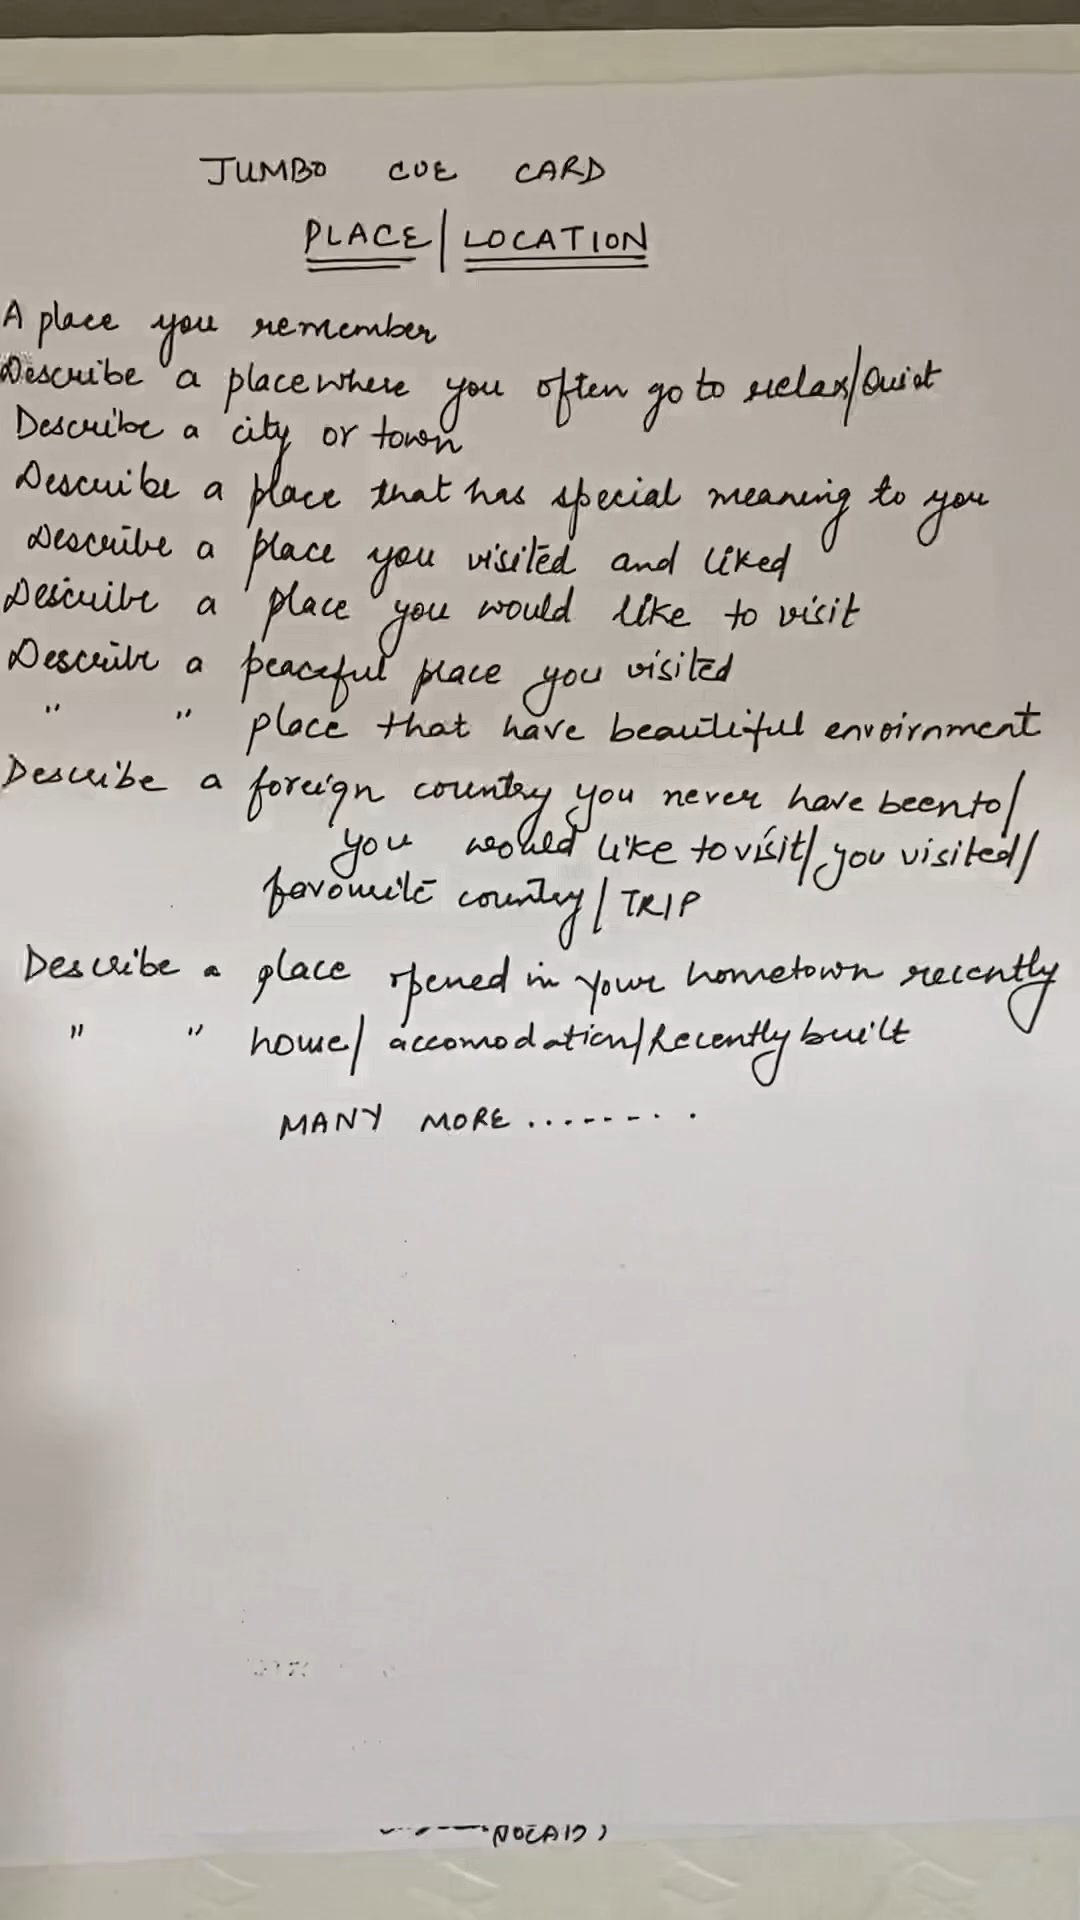 JUMBO CUE CARD
PLACE | LOCATION
A place you remember
Describe a place where you often go to relax/Quiet
Describe a city or town
Describe a place that has special meaning to you
Describe a place you visited and liked
Describe a place you would like to visit
Describe a peaceful place you visited
" " place that have beautiful envoirnment
Describe a foreign country you never have been to/
you would like to visit/ you visited/
favourite country / TRIP
Describe a place opened in your hometown recently
" " house/ accomodation/Recently built
MANY MORE ........